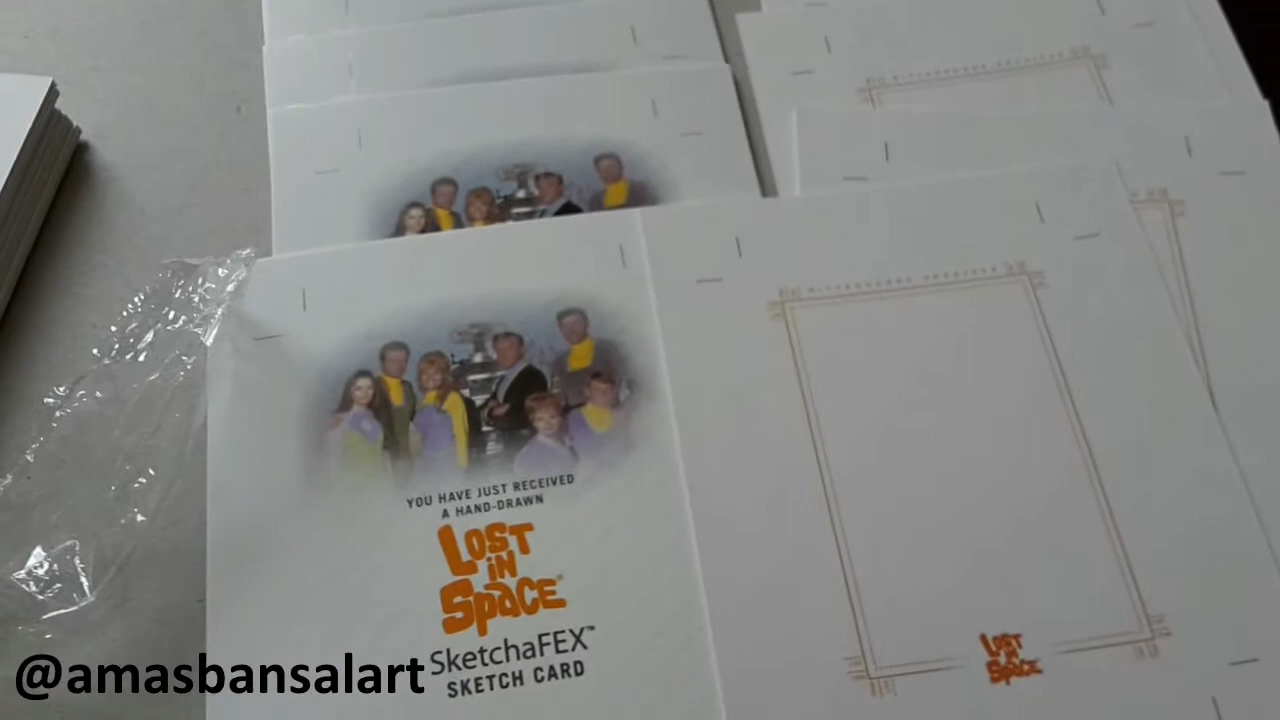 YOU HAVE JUST RECEIVED
A HAND-DRAWN
LOST
IN
SPACE
SketchaFEX™
SKETCH CARD
LOST
IN
SPACE
@amasbansalart